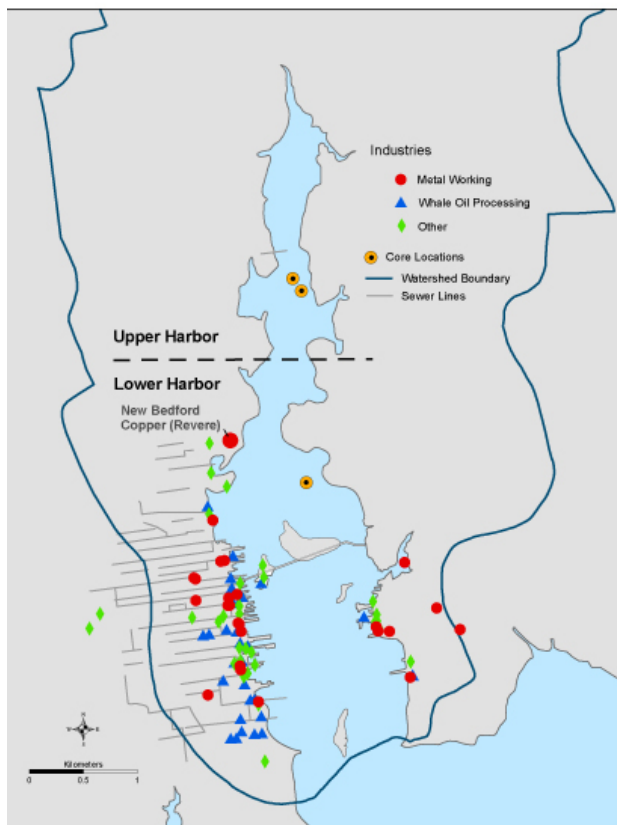 Industries
Metal Working
Whale Oil Processing
Other
Core Locations
Watershed Boundary
Sewer Lines
Upper Harbor
Lower Harbor
New Bedford
Copper (Revere)
N
W E
S
Kilometers
0 0.5 1